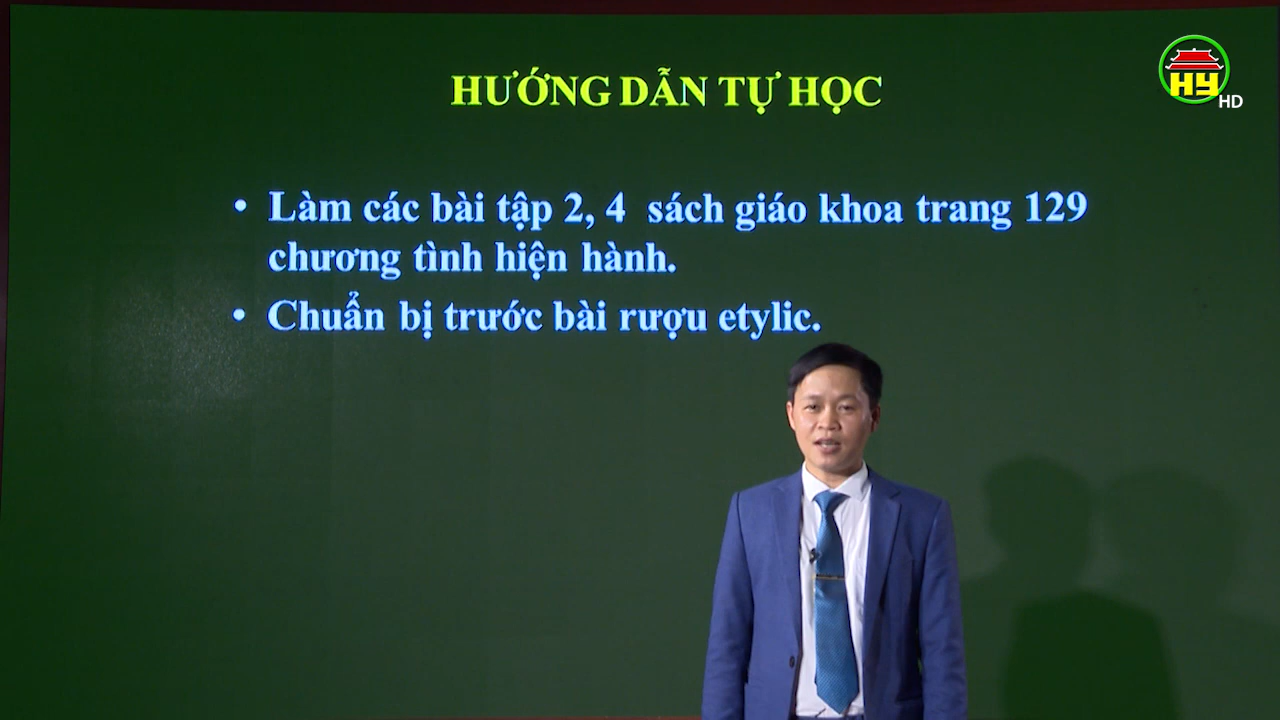 HƯỚNG DẪN TỰ HỌC
HY
HD
• Làm các bài tập 2, 4 sách giáo khoa trang 129
chương tình hiện hành.
• Chuẩn bị trước bài rượu etylic.